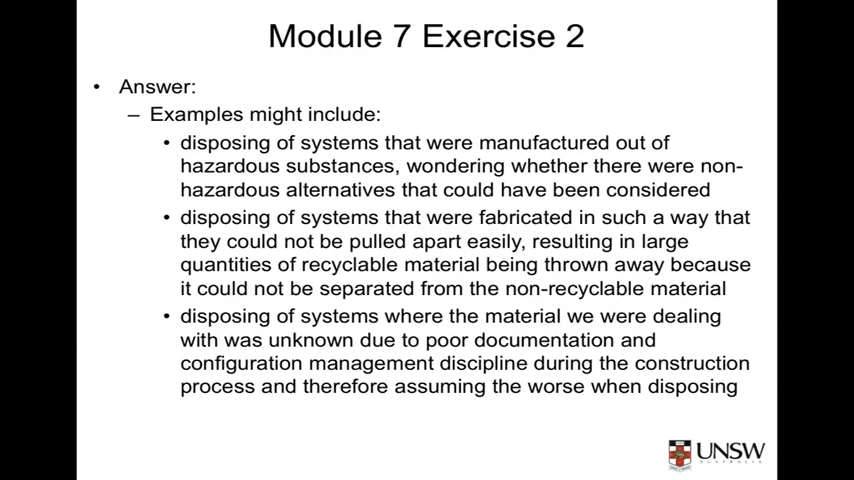 Module 7 Exercise 2
• Answer:
– Examples might include:
• disposing of systems that were manufactured out of
hazardous substances, wondering whether there were non-
hazardous alternatives that could have been considered
• disposing of systems that were fabricated in such a way that
they could not be pulled apart easily, resulting in large
quantities of recyclable material being thrown away because
it could not be separated from the non-recyclable material
• disposing of systems where the material we were dealing
with was unknown due to poor documentation and
configuration management discipline during the construction
process and therefore assuming the worse when disposing
UNSW
AUSTRALIA